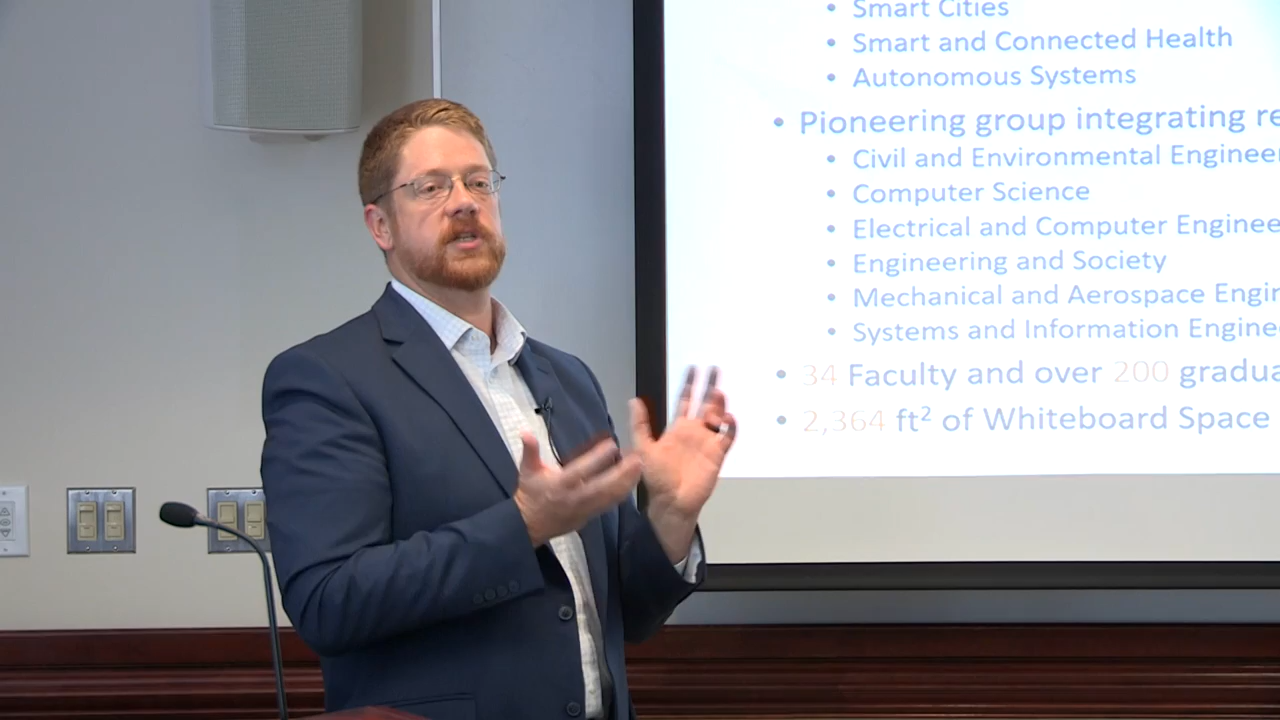 • Smart Cities
• Smart and Connected Health
• Autonomous Systems
• Pioneering group integrating
• Civil and Environmental
• Computer Science
• Electrical and Computer
• Engineering and Society
• Mechanical and Aerospace
• Systems and Information
• 34 Faculty and over 200
• 2,364 ft² of Whiteboard Space